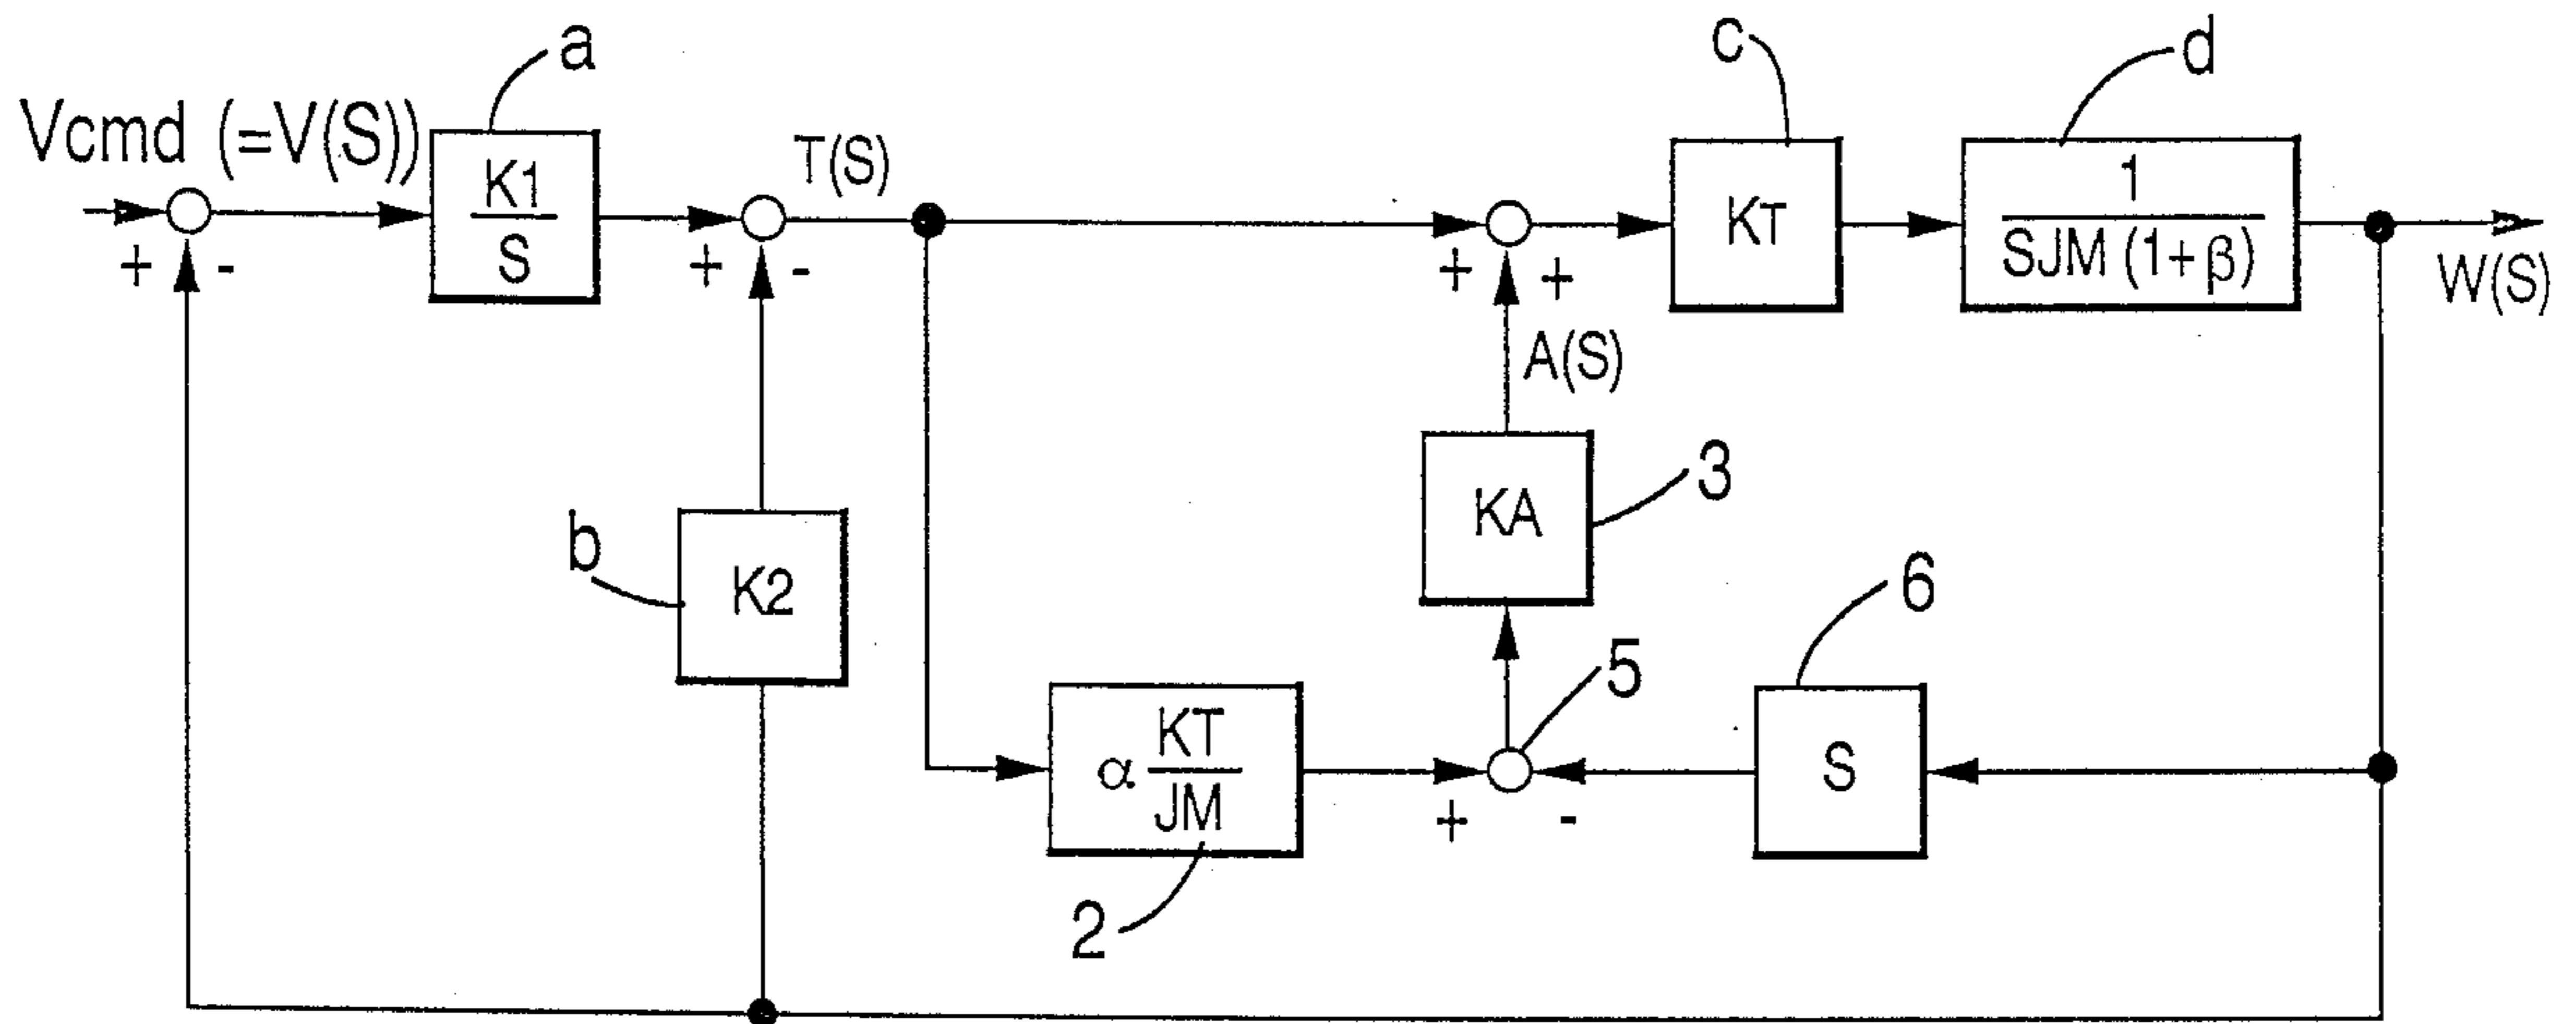 a
c
d
Vcmd (=V(S))
K1
S
T(S)
KT
1
SJM (1+β)
W(S)
+ -
+ -
+ +
A(S)
b
K2
KA
3
6
5
α KT
JM
S
+ -
2